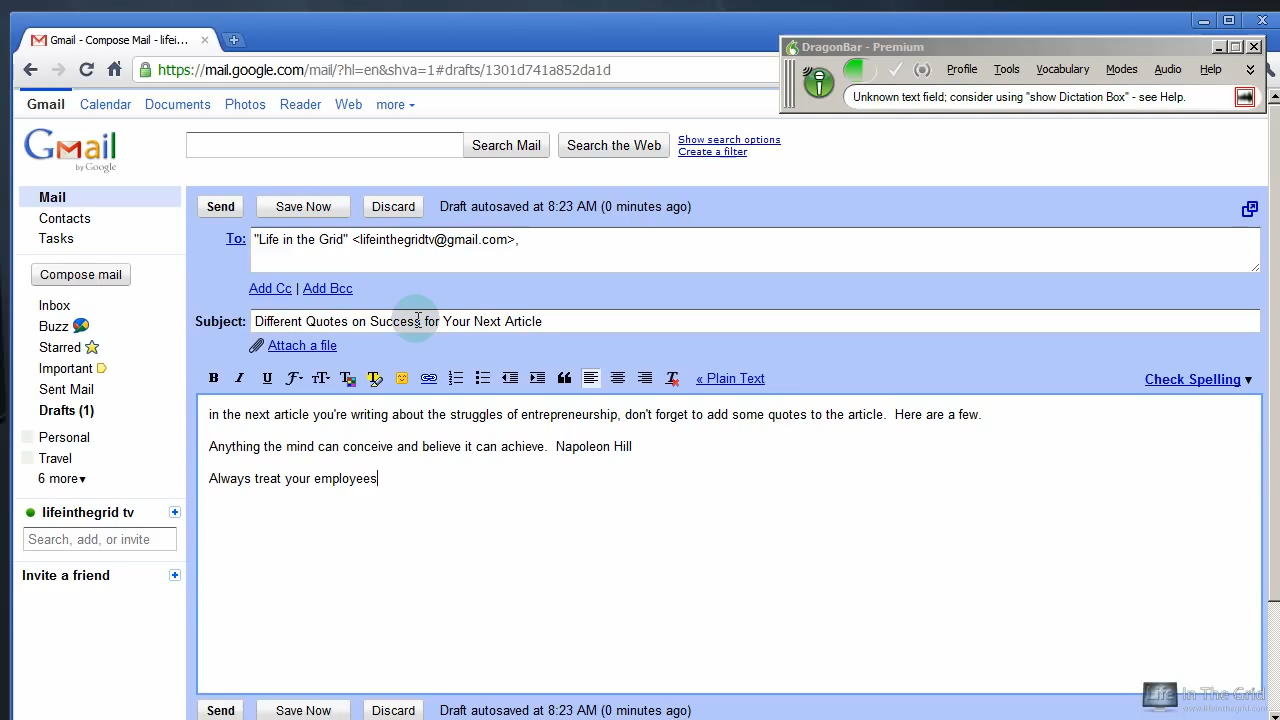 Gmail - Compose Mail - lifei...
https://mail.google.com/mail/?hl=en&shva=1#drafts/1301d741a852da1d
DragonBar - Premium
Profile Tools Vocabulary Modes Audio Help
Unknown text field; consider using "show Dictation Box" - see Help.
Gmail Calendar Documents Photos Reader Web more
Gmail
by Google
Search Mail Search the Web
Show search options
Create a filter
Mail
Contacts
Tasks
Compose mail
Inbox
Buzz
Starred
Important
Sent Mail
Drafts (1)
Personal
Travel
6 more▾
lifeinthegrid tv
Search, add, or invite
Invite a friend
Send Save Now Discard Draft autosaved at 8:23 AM (0 minutes ago)
To: "Life in the Grid" <lifeinthegridtv@gmail.com>,
Add Cc | Add Bcc
Subject: Different Quotes on Success for Your Next Article
Attach a file
B I U « Plain Text Check Spelling ▾
in the next article you're writing about the struggles of entrepreneurship, don't forget to add some quotes to the article. Here are a few.
Anything the mind can conceive and believe it can achieve. Napoleon Hill
Always treat your employees
Send Save Now Discard Draft autosaved at 8:23 AM (0 minutes ago)
Life In The Grid
www.lifeinthegrid.com